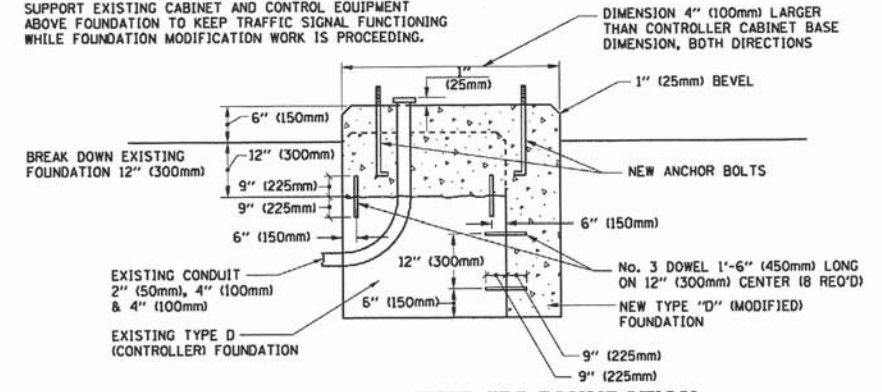 SUPPORT EXISTING CABINET AND CONTROL EQUIPMENT
ABOVE FOUNDATION TO KEEP TRAFFIC SIGNAL FUNCTIONING
WHILE FOUNDATION MODIFICATION WORK IS PROCEEDING.
DIMENSION 4" (100mm) LARGER
THAN CONTROLLER CABINET BASE
DIMENSION, BOTH DIRECTIONS
1"
(25mm)
1" (25mm) BEVEL
6" (150mm)
BREAK DOWN EXISTING
FOUNDATION 12" (300mm)
12" (300mm)
NEW ANCHOR BOLTS
9" (225mm)
9" (225mm)
6" (150mm)
6" (150mm)
12" (300mm)
No. 3 DOWEL 1'-6" (450mm) LONG
ON 12" (300mm) CENTER (8 REQ'D)
EXISTING CONDUIT
2" (50mm), 4" (100mm)
& 4" (100mm)
6" (150mm)
NEW TYPE "D" (MODIFIED)
FOUNDATION
EXISTING TYPE D
(CONTROLLER) FOUNDATION
9" (225mm)
9" (225mm)